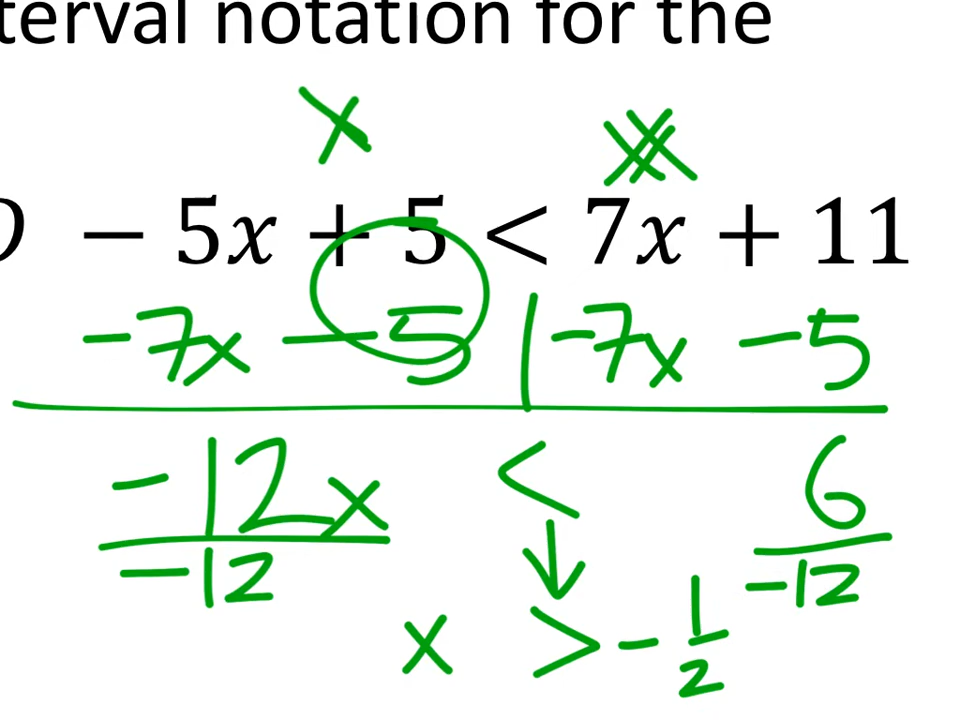 terval notation for the
x x
) − 5x + 5 < 7x + 11
-7x -5 | -7x -5
-12x < 6
-12 ↓ -12
x > - 1/2